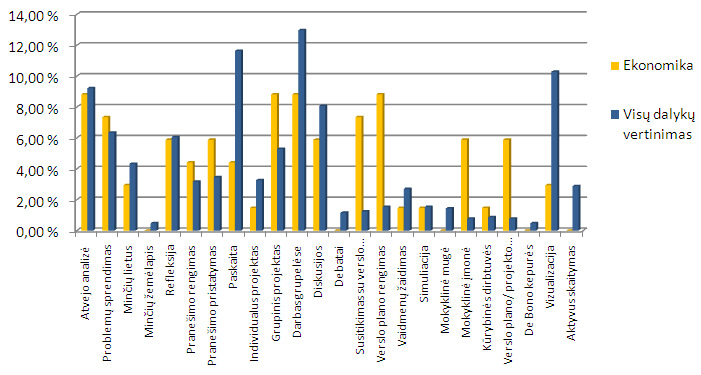 14,00 %
12,00 %
10,00 %
8,00 %
6,00 %
4,00 %
2,00 %
0,00 %
Atvejo analizė
Problemų sprendimas
Minčių lietus
Minčių žemėlapis
Refleksija
Pranešimo rengimas
Pranešimo pristatymas
Paskaita
Individualus projektas
Grupinis projektas
Darbas grupelėse
Diskusijos
Debatai
Susitikimas su verslo...
Verslo plano rengimas
Vaidmenų žaidimas
Simuliacija
Mokyklinė mugė
Mokyklinė įmonė
Kūrybinės dirbtuvės
Verslo plano/ projekto...
De Bono kepurės
Vizualizacija
Aktyvus skaitymas
Ekonomika
Visų dalykų
vertinimas